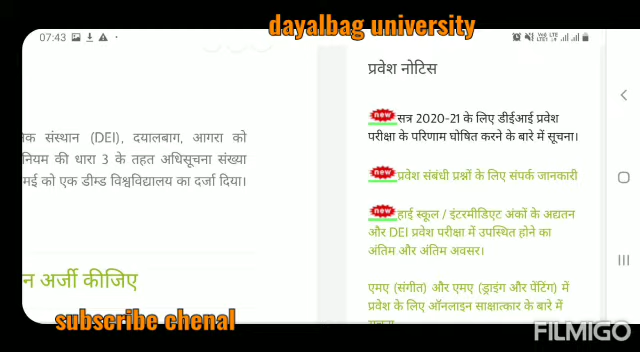 dayalbag university
07:43
प्रवेश नोटिस
new सत्र 2020-21 के लिए डीईआई प्रवेश
परीक्षा के परिणाम घोषित करने के बारे में सूचना।
new प्रवेश संबंधी प्रश्नों के लिए संपर्क जानकारी
new हाई स्कूल / इंटरमीडिएट अंकों के अद्यतन
और DEI प्रवेश परीक्षा में उपस्थित होने का
अंतिम और अंतिम अवसर।
एमए (संगीत) और एमए (ड्राइंग और पेंटिंग) में
प्रवेश के लिए ऑनलाइन साक्षात्कार के बारे में
संस्थान (DEI), दयालबाग, आगरा को
की धारा 3 के तहत अधिसूचना संख्या
मई को एक डीम्ड विश्वविद्यालय का दर्जा दिया।
न अर्जी कीजिए
subscribe chenal
FILMIGO